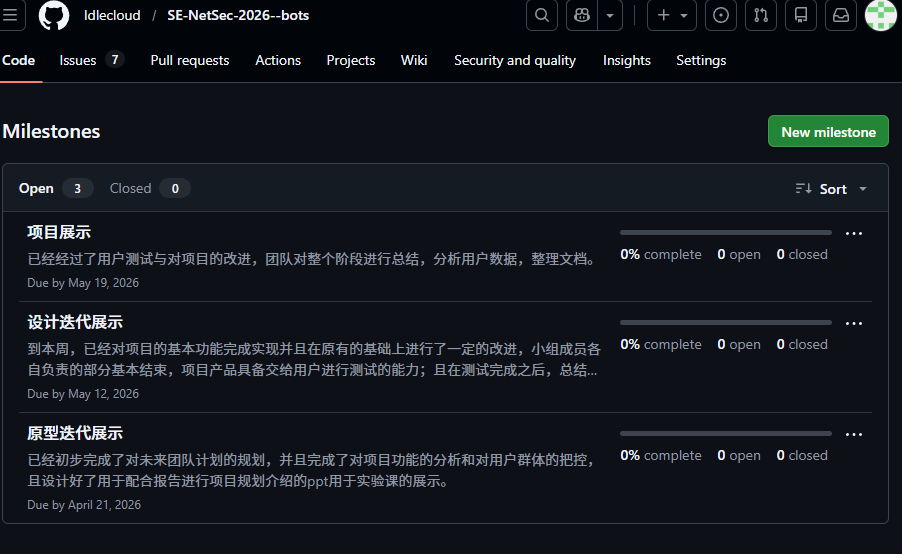 Idlecloud / SE-NetSec-2026--bots
Code Issues 7 Pull requests Actions Projects Wiki Security and quality Insights Settings
Milestones
New milestone
Open 3 Closed 0
Sort
项目展示
已经经过了用户测试与对项目的改进，团队对整个阶段进行总结，分析用户数据，整理文档。
Due by May 19, 2026
0% complete 0 open 0 closed
设计迭代展示
到本周，已经对项目的基本功能完成实现并且在原有的基础上进行了一定的改进，小组成员各
自负责的部分基本结束，项目产品具备交给用户进行测试的能力；且在测试完成之后，总结...
Due by May 12, 2026
0% complete 0 open 0 closed
原型迭代展示
已经初步完成了对未来团队计划的规划，并且完成了对项目功能的分析和对用户群体的把控，
且设计好了用于配合报告进行项目规划介绍的ppt用于实验课的展示。
Due by April 21, 2026
0% complete 0 open 0 closed